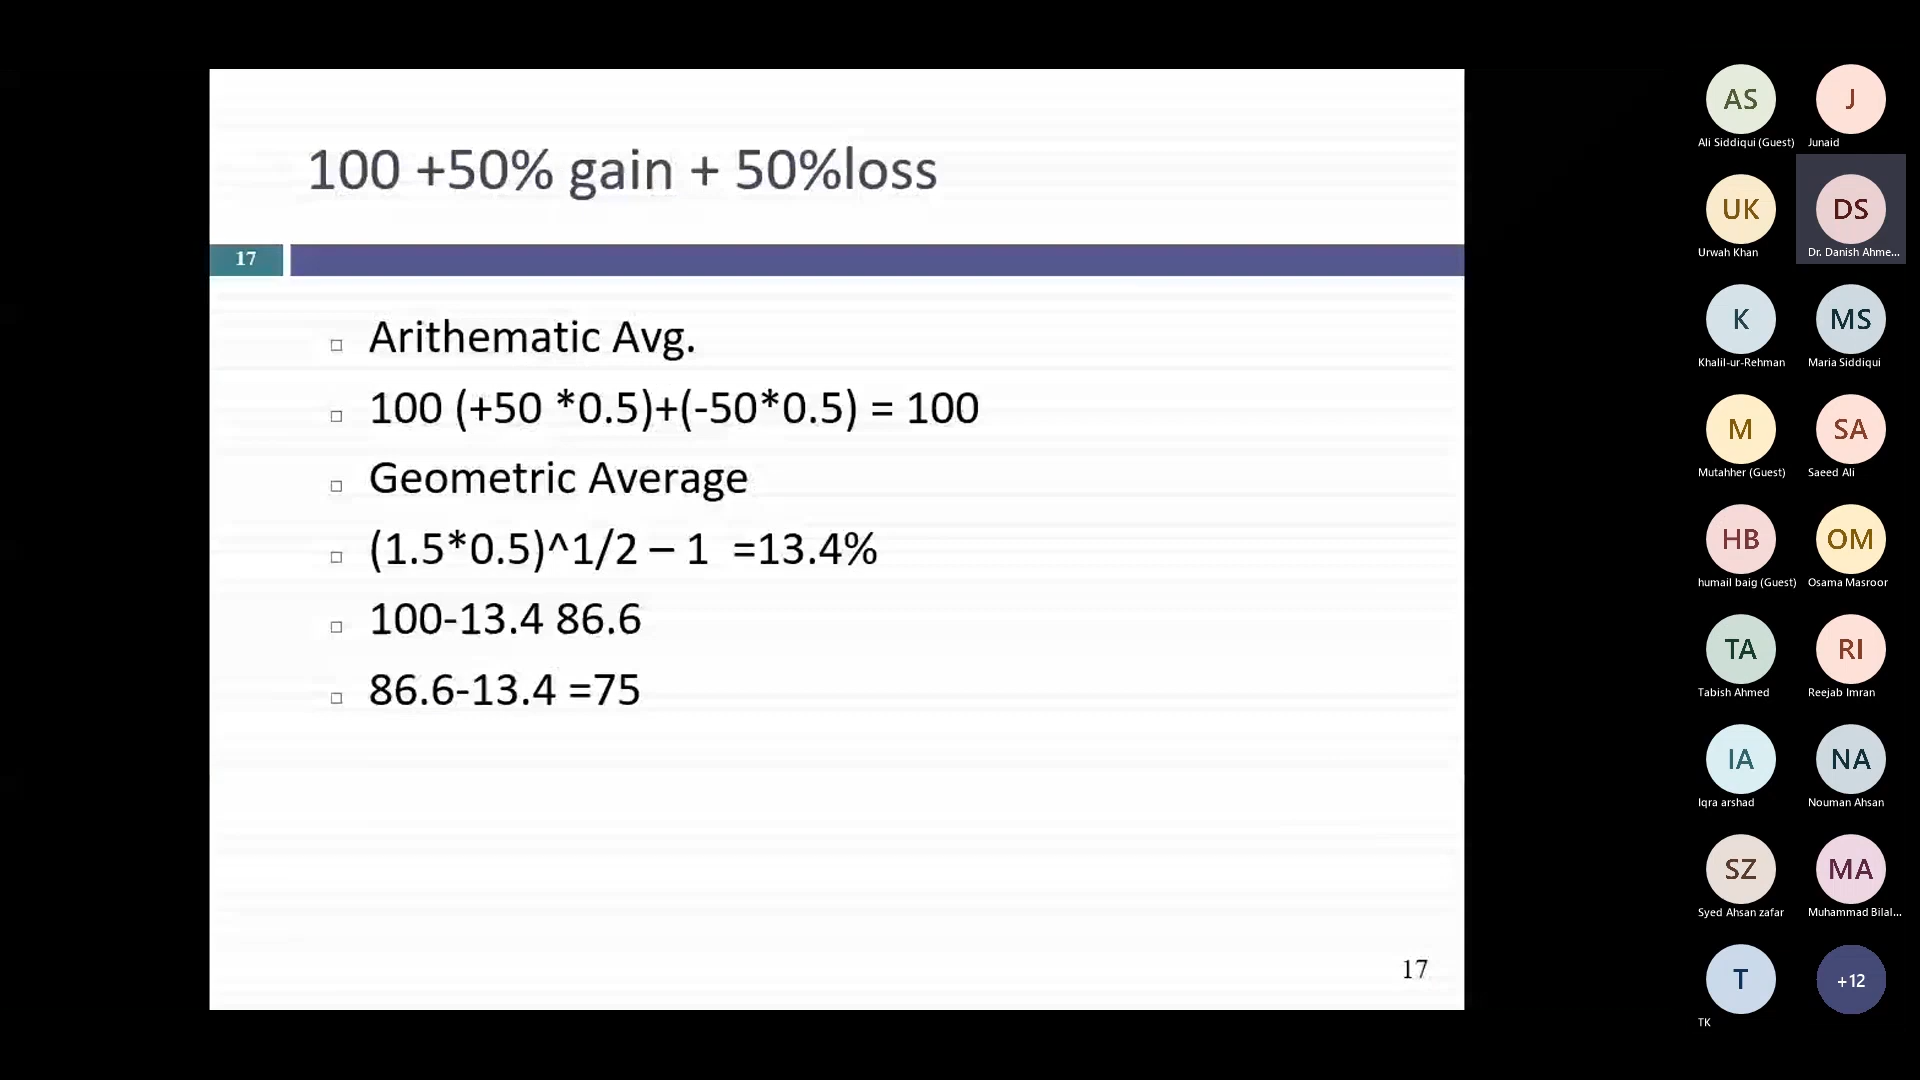 100 +50% gain + 50%loss
17
Arithematic Avg.
100 (+50 *0.5)+(-50*0.5) = 100
Geometric Average
(1.5*0.5)^1/2 – 1 =13.4%
100-13.4 86.6
86.6-13.4 =75
17
AS
Ali Siddiqui (Guest)
J
Junaid
UK
Urwah Khan
DS
Dr. Danish Ahme...
K
Khalil-ur-Rehman
MS
Maria Siddiqui
M
Mutahher (Guest)
SA
Saeed Ali
HB
humail baig (Guest)
OM
Osama Masroor
TA
Tabish Ahmed
RI
Reejab Imran
IA
Iqra arshad
NA
Nouman Ahsan
SZ
Syed Ahsan zafar
MA
Muhammad Bilal...
T
TK
+12